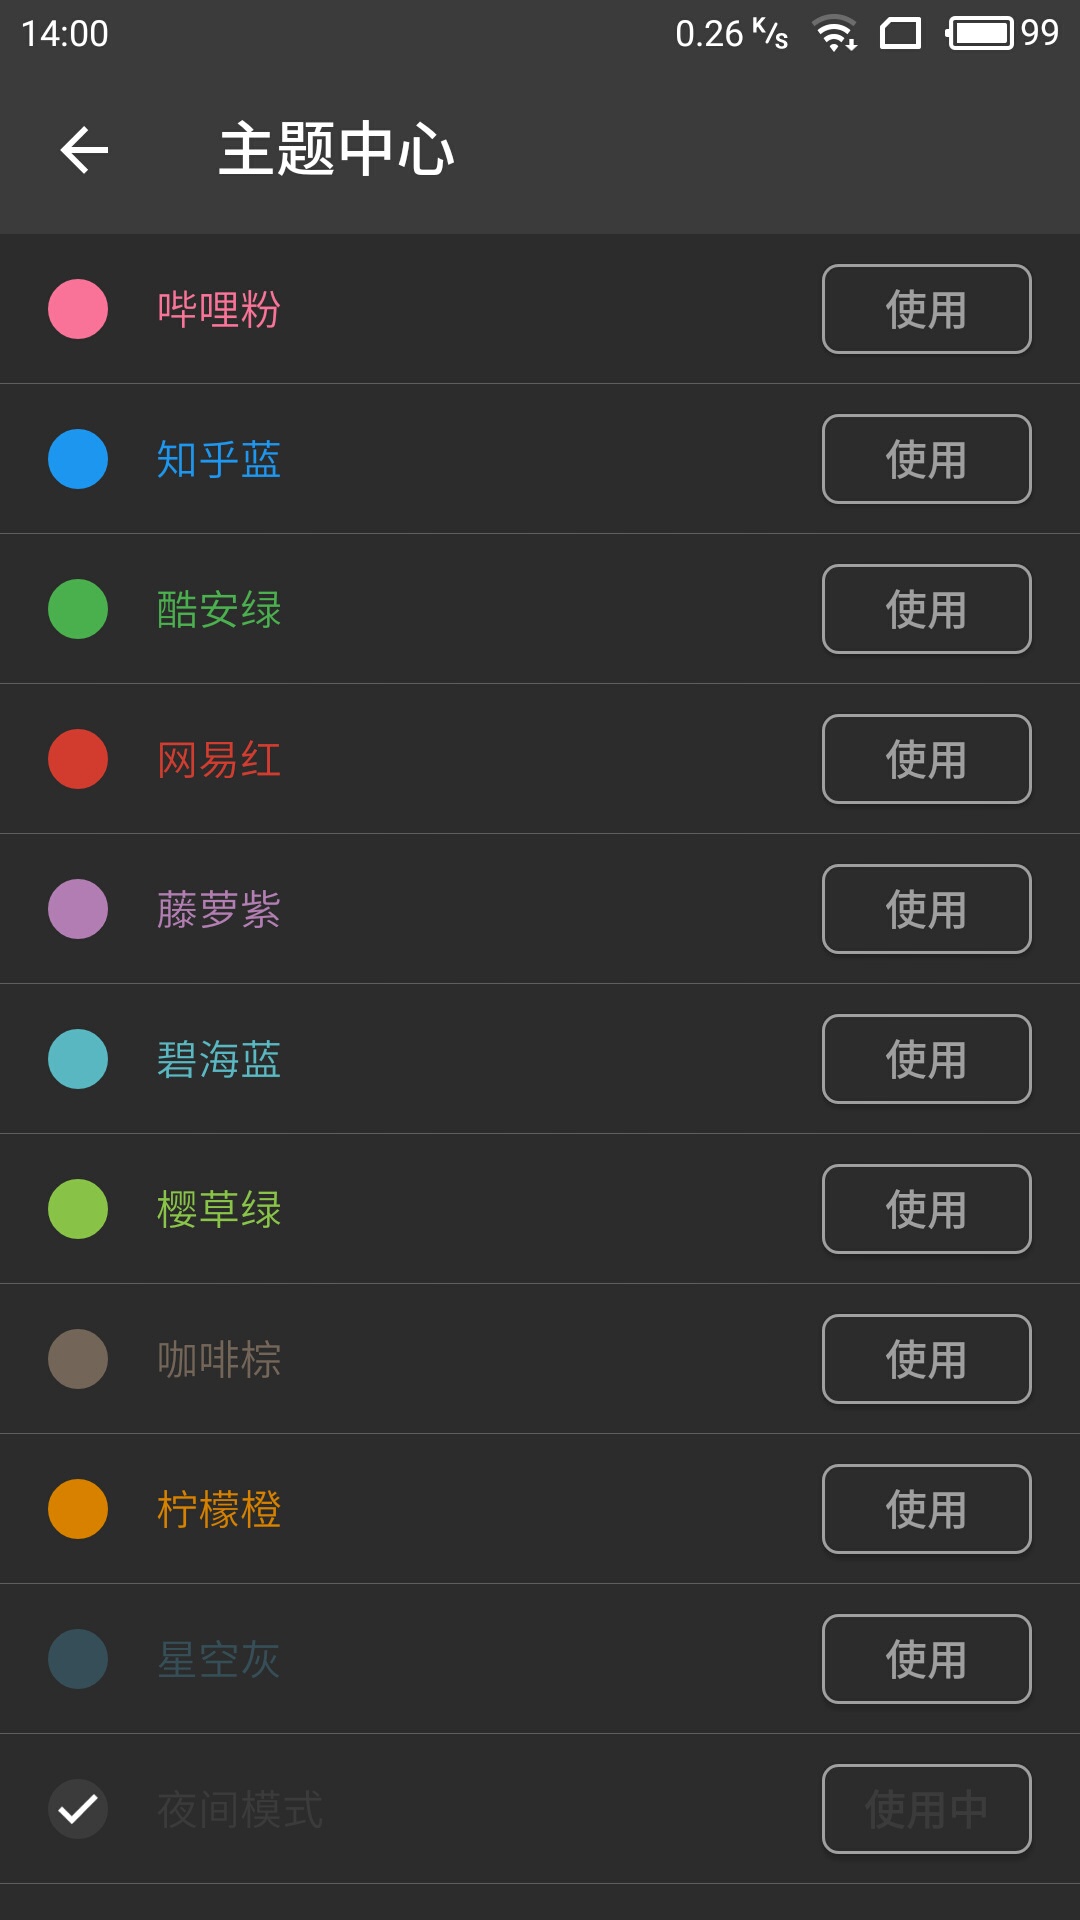 14:00 0.26 K/s 99
主题中心
哔哩粉 使用
知乎蓝 使用
酷安绿 使用
网易红 使用
藤萝紫 使用
碧海蓝 使用
樱草绿 使用
咖啡棕 使用
柠檬橙 使用
星空灰 使用
夜间模式 使用中